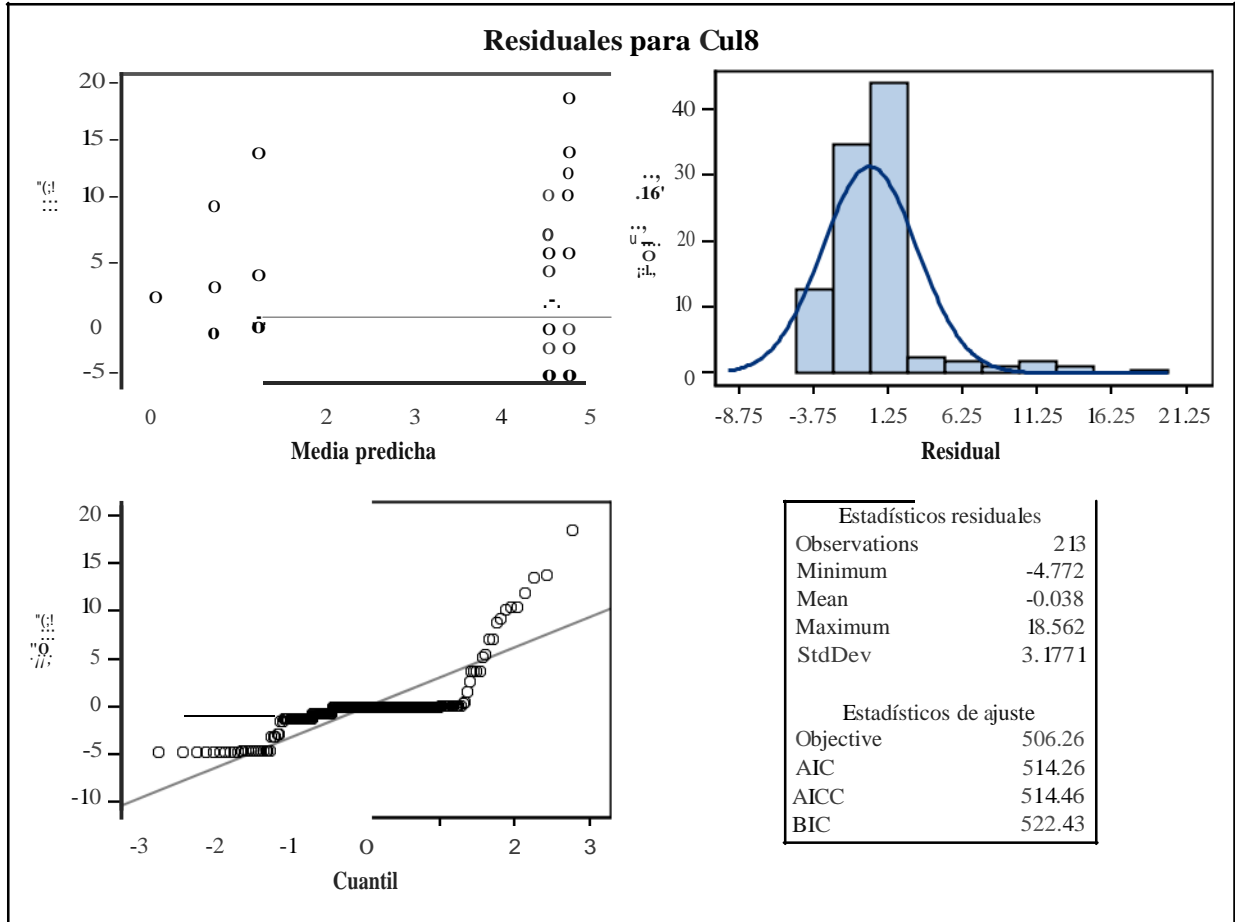 Residuales para Cul8
20
15
10
5
0
-5
0
2
3
4
5
Media predicha
40
30
20
10
0
-8.75
-3.75
1.25
6.25
11.25
16.25
21.25
Residual
20
15
10
5
0
-5
-10
-3
-2
-1
0
2
3
Cuantil
Estadísticos residuales
Observations 213
Minimum -4.772
Mean -0.038
Maximum 18.562
StdDev 3.1771
Estadísticos de ajuste
Objective 506.26
AIC 514.26
AICC 514.46
BIC 522.43